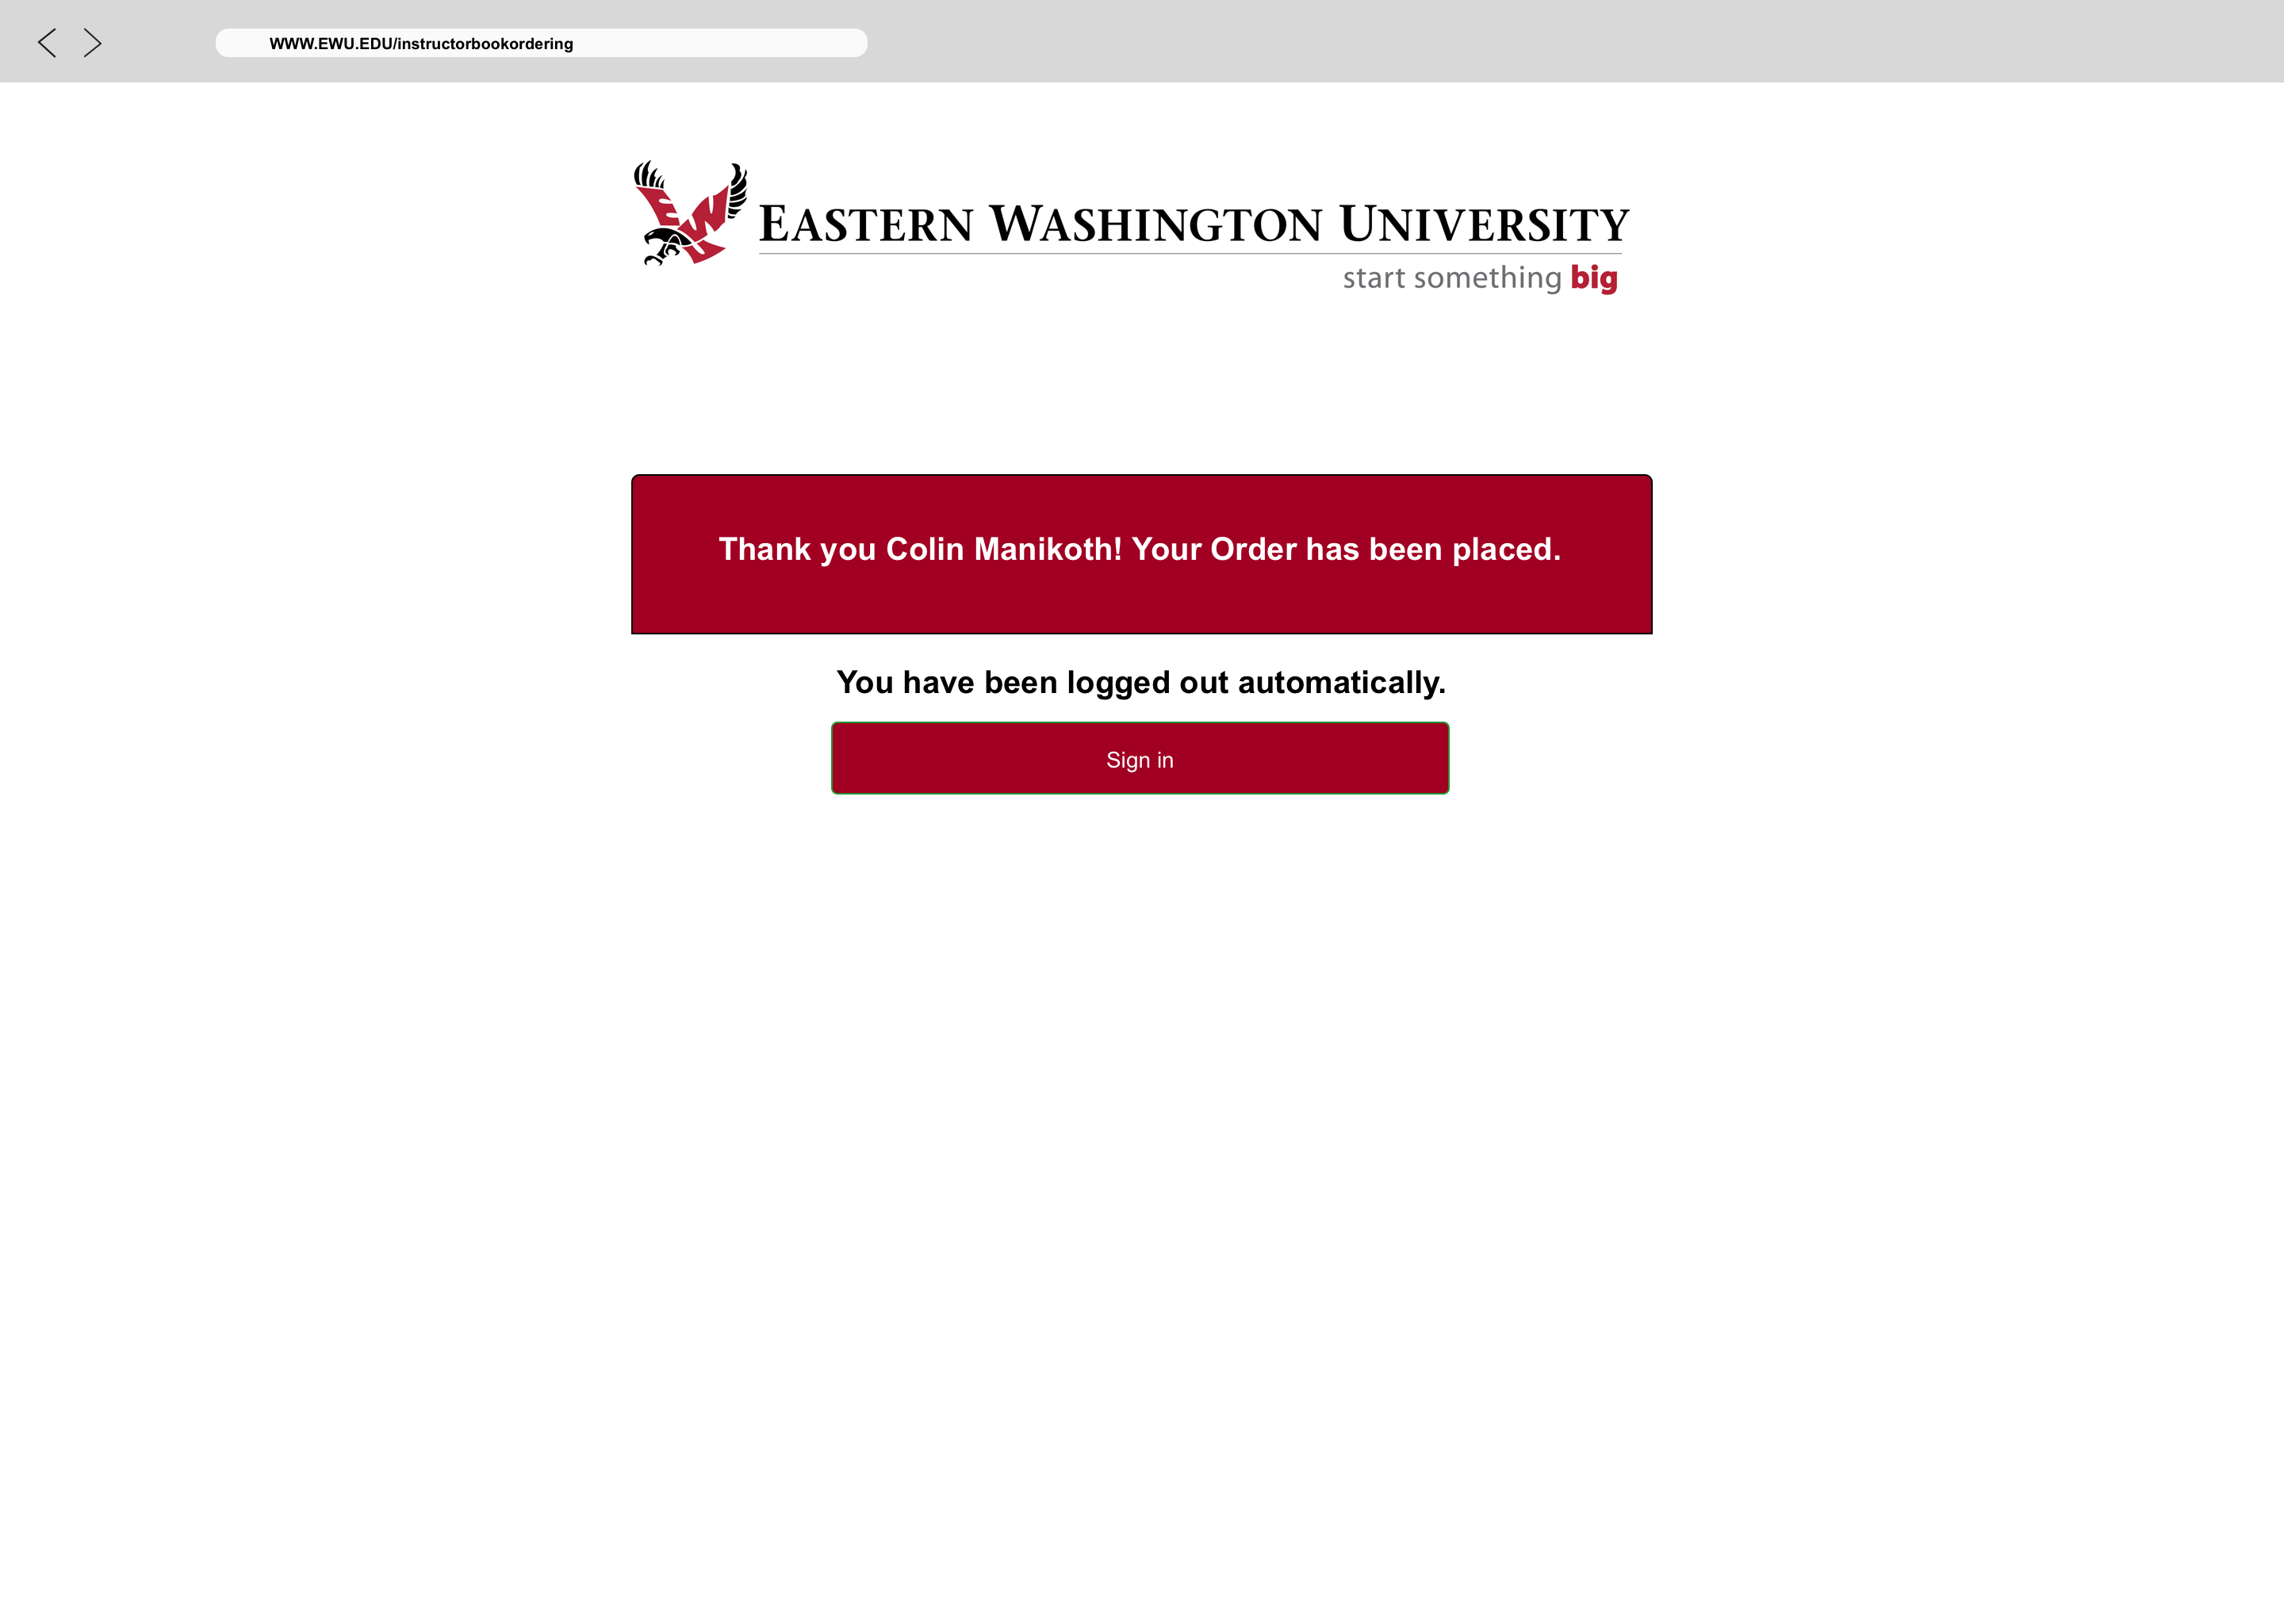 WWW.EWU.EDU/instructorbookordering
EASTERN WASHINGTON UNIVERSITY
start something big
Thank you Colin Manikoth! Your Order has been placed.
You have been logged out automatically.
Sign in